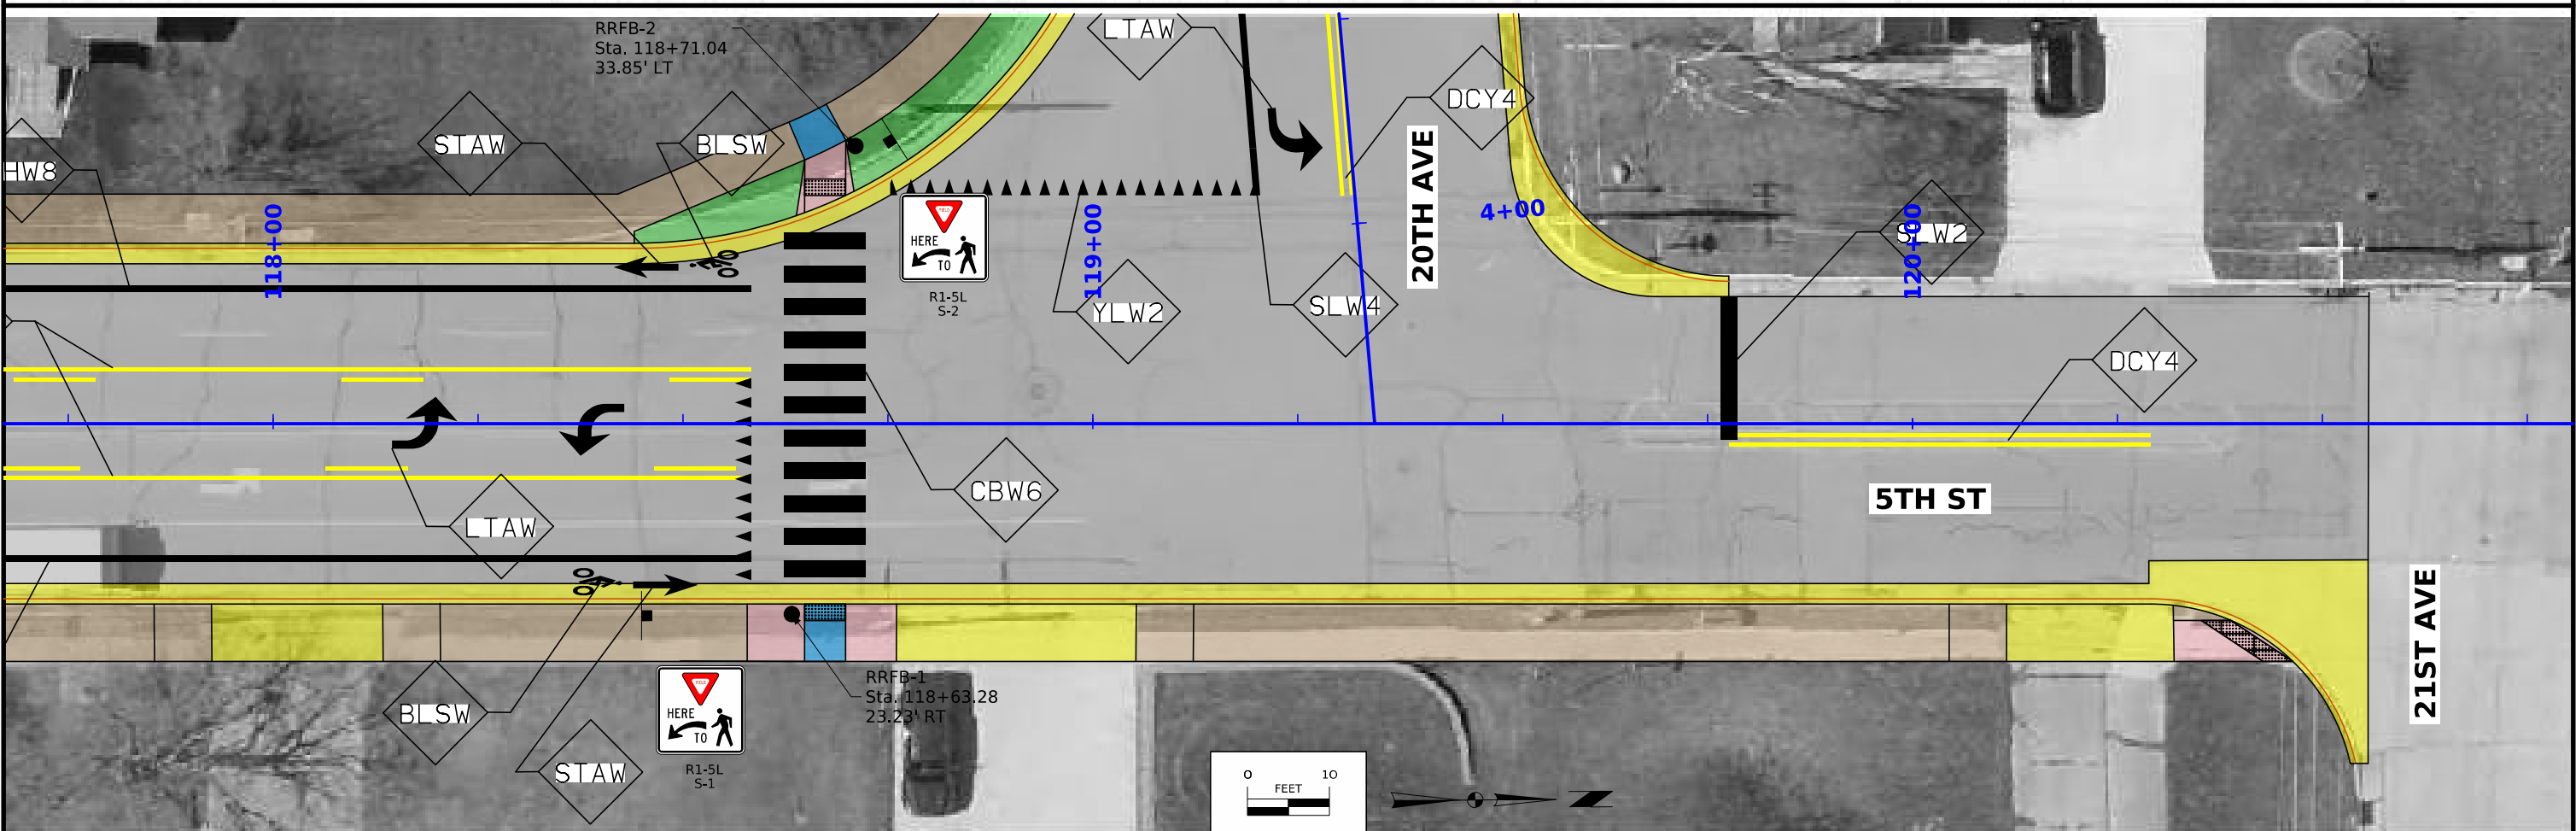 RRFB-2
Sta. 118+71.04
33.85' LT
LTAW
DCY4
STAW
BLSW
HW8
20TH AVE
4+00
118+00
119+00
120+00
SLW2
YIELD
HERE
TO
R1-5L
S-2
YLW2
SLW4
DCY4
CBW6
5TH ST
LTAW
21ST AVE
BLSW
STAW
YIELD
HERE
TO
R1-5L
S-1
RRFB-1
Sta. 118+63.28
23.23' RT
0 10
FEET